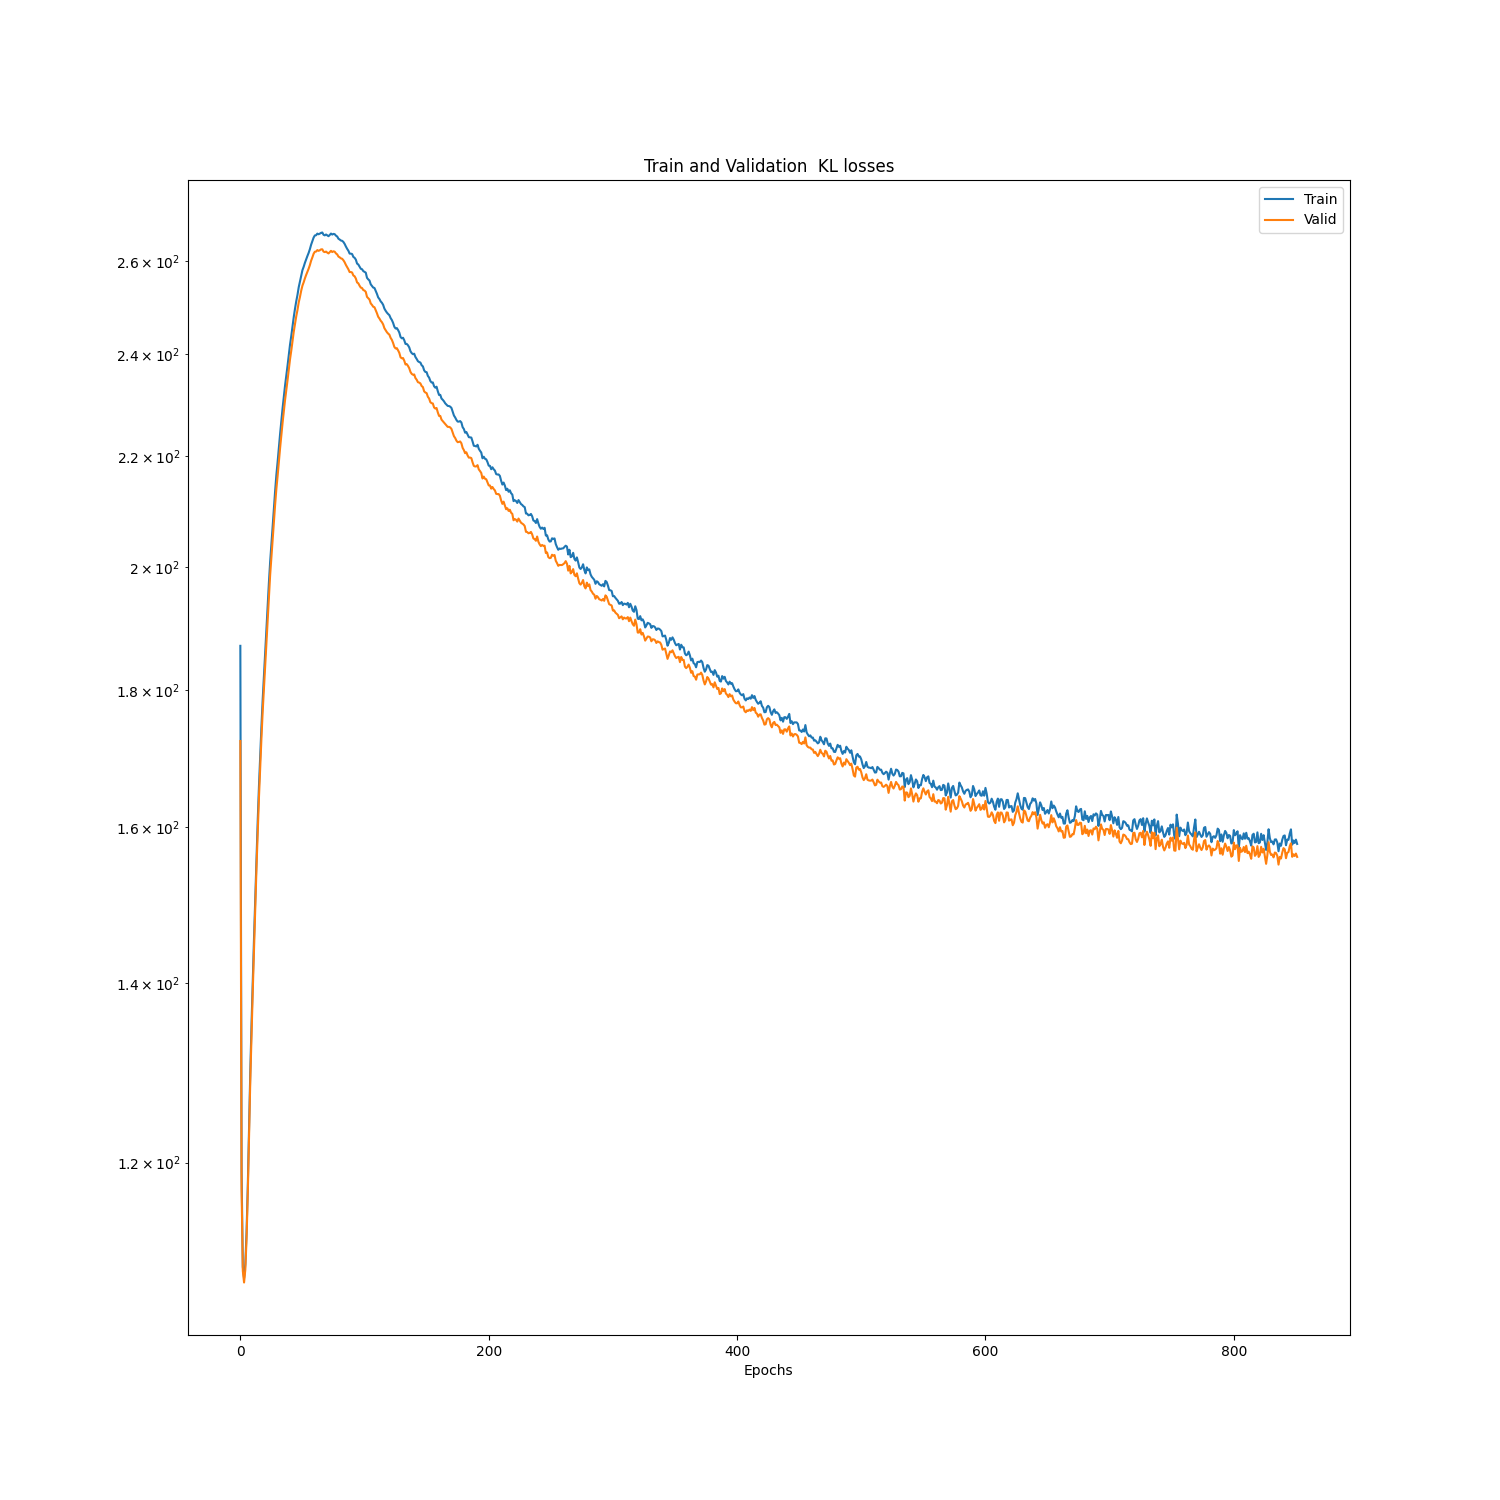 Train and Validation  KL losses
Train
Valid
2.6 × 10²
2.4 × 10²
2.2 × 10²
2 × 10²
1.8 × 10²
1.6 × 10²
1.4 × 10²
1.2 × 10²
0 200 400 600 800
Epochs